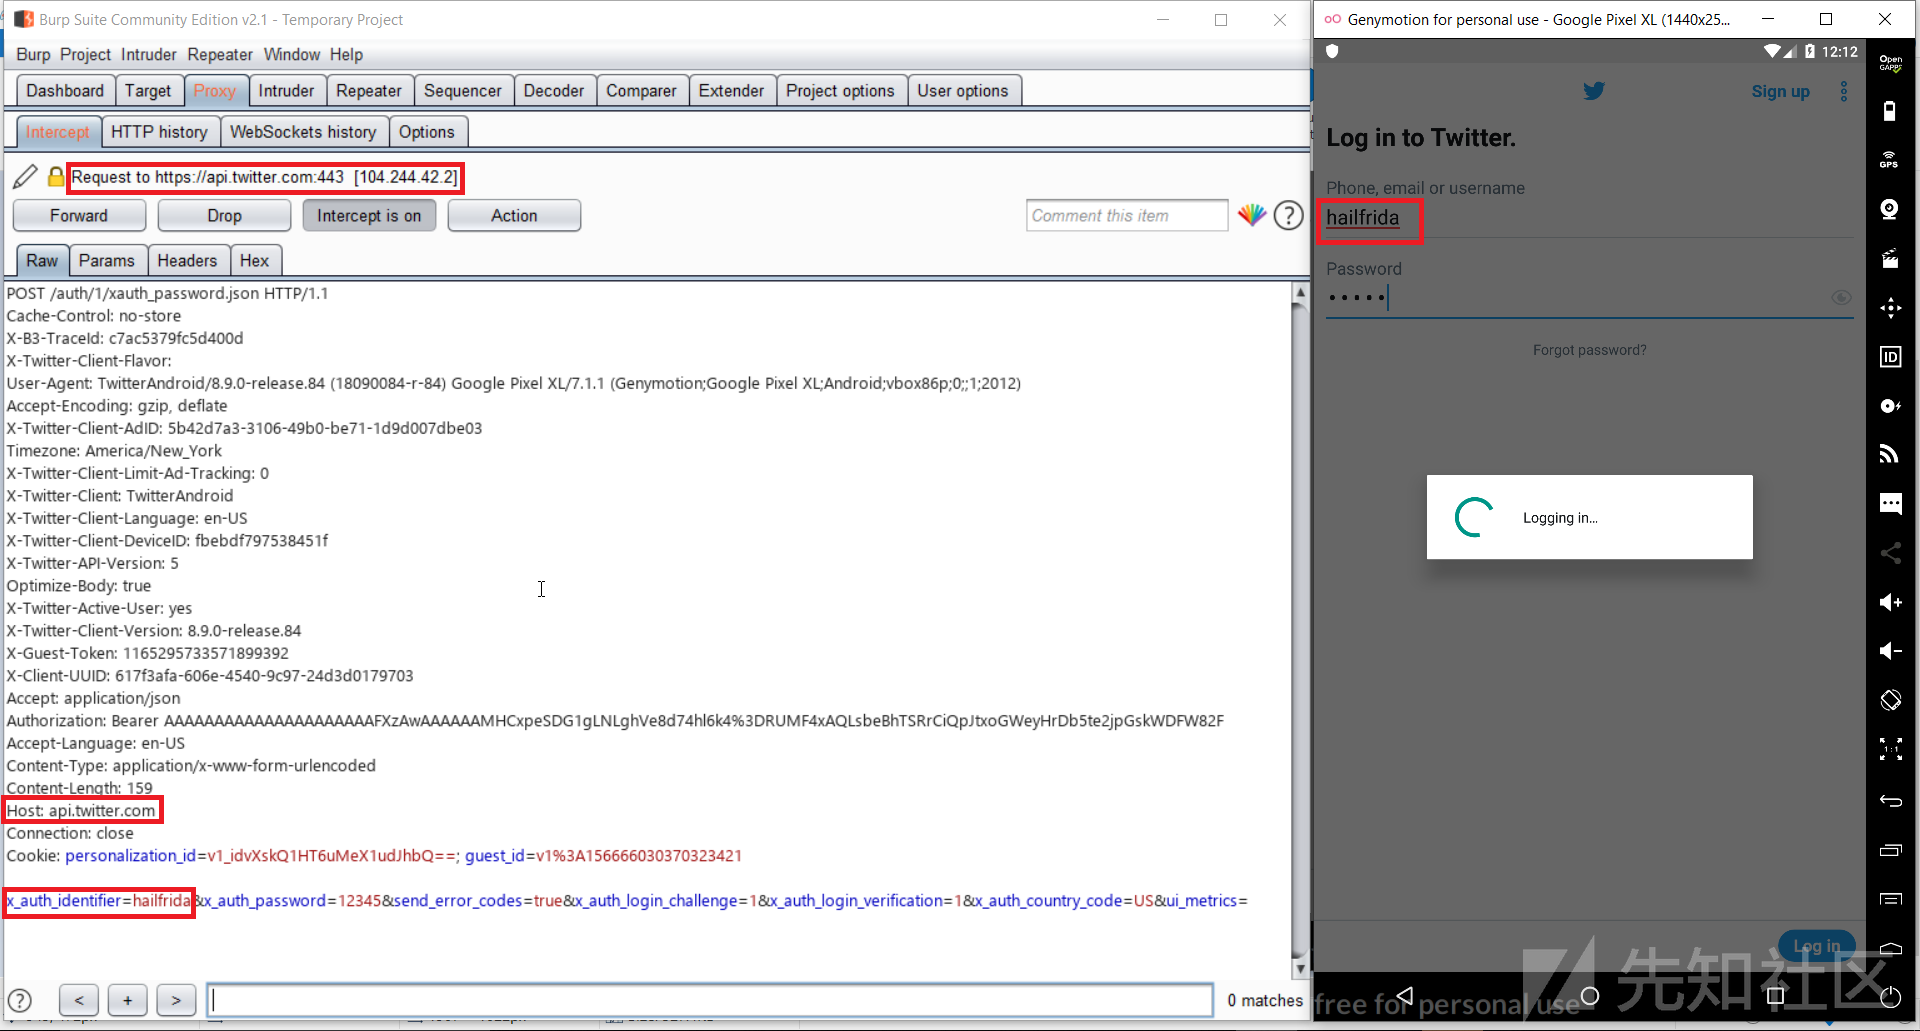 Burp Suite Community Edition v2.1 - Temporary Project
Burp Project Intruder Repeater Window Help
Dashboard Target Proxy Intruder Repeater Sequencer Decoder Comparer Extender Project options User options
Intercept HTTP history WebSockets history Options
Request to https://api.twitter.com:443 [104.244.42.2]
Forward Drop Intercept is on Action Comment this item ?
Raw Params Headers Hex
POST /auth/1/xauth_password.json HTTP/1.1
Cache-Control: no-store
X-B3-TraceId: c7ac5379fc5d400d
X-Twitter-Client-Flavor:
User-Agent: TwitterAndroid/8.9.0-release.84 (18090084-r-84) Google Pixel XL/7.1.1 (Genymotion;Google Pixel XL;Android;vbox86p;0;;1;2012)
Accept-Encoding: gzip, deflate
X-Twitter-Client-AdID: 5b42d7a3-3106-49b0-be71-1d9d007dbe03
Timezone: America/New_York
X-Twitter-Client-Limit-Ad-Tracking: 0
X-Twitter-Client: TwitterAndroid
X-Twitter-Client-Language: en-US
X-Twitter-Client-DeviceID: fbebdf797538451f
X-Twitter-API-Version: 5
Optimize-Body: true
X-Twitter-Active-User: yes
X-Twitter-Client-Version: 8.9.0-release.84
X-Guest-Token: 1165295733571899392
X-Client-UUID: 617f3afa-606e-4540-9c97-24d3d0179703
Accept: application/json
Authorization: Bearer AAAAAAAAAAAAAAAAAAAAAFXzAwAAAAAAMHCxpeSDG1gLNLghVe8d74hl6k4%3DRUMF4xAQLsbeBhTSRrCiQpJtxoGWeyHrDb5te2jpGskWDFW82F
Accept-Language: en-US
Content-Type: application/x-www-form-urlencoded
Content-Length: 159
Host: api.twitter.com
Connection: close
Cookie: personalization_id=v1_idvXskQ1HT6uMeX1udJhbQ==; guest_id=v1%3A156666030370323421
x_auth_identifier=hailfrida&x_auth_password=12345&send_error_codes=true&x_auth_login_challenge=1&x_auth_login_verification=1&x_auth_country_code=US&ui_metrics=
? < + > 0 matches
Genymotion for personal use - Google Pixel XL (1440x25...
12:12
Sign up
Log in to Twitter.
Phone, email or username
hailfrida
Password
•••••
Forgot password?
Logging in...
Log in
free for personal use
先知社区
Open
GAPPS
GPS
ID
1:1